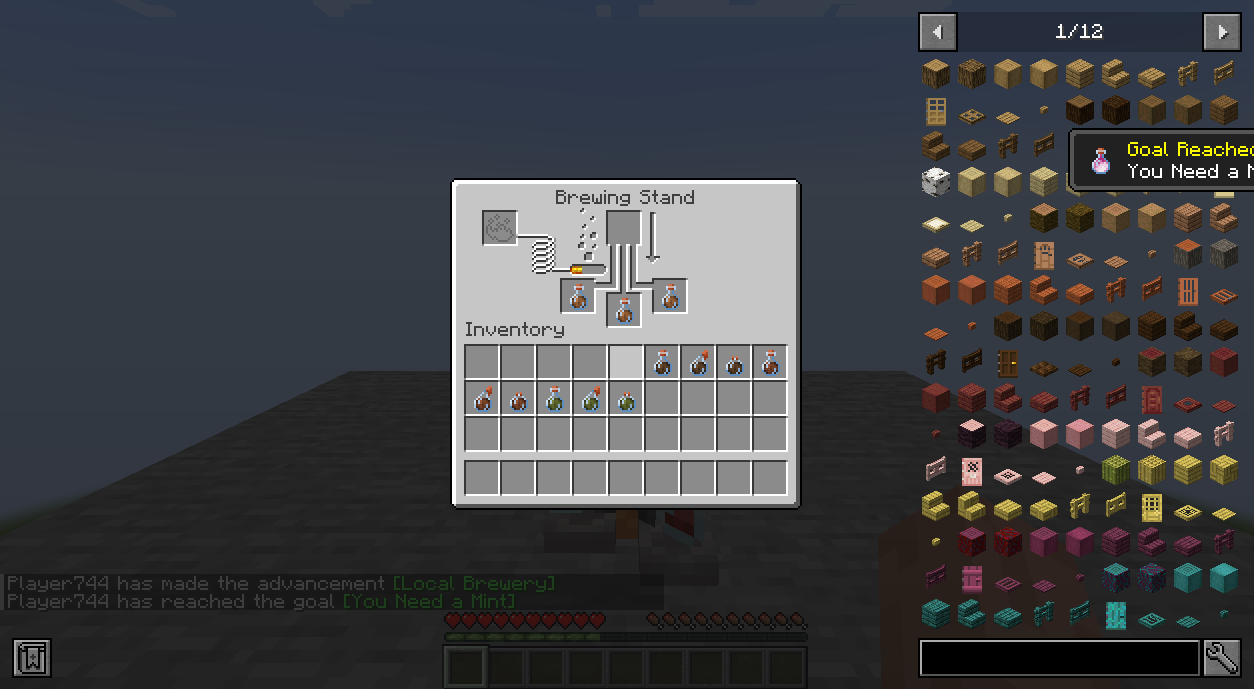 1/12
Goal Reached
You Need a M
Brewing Stand
Inventory
Player744 has made the advancement [Local Brewery]
Player744 has reached the goal [You Need a Mint]